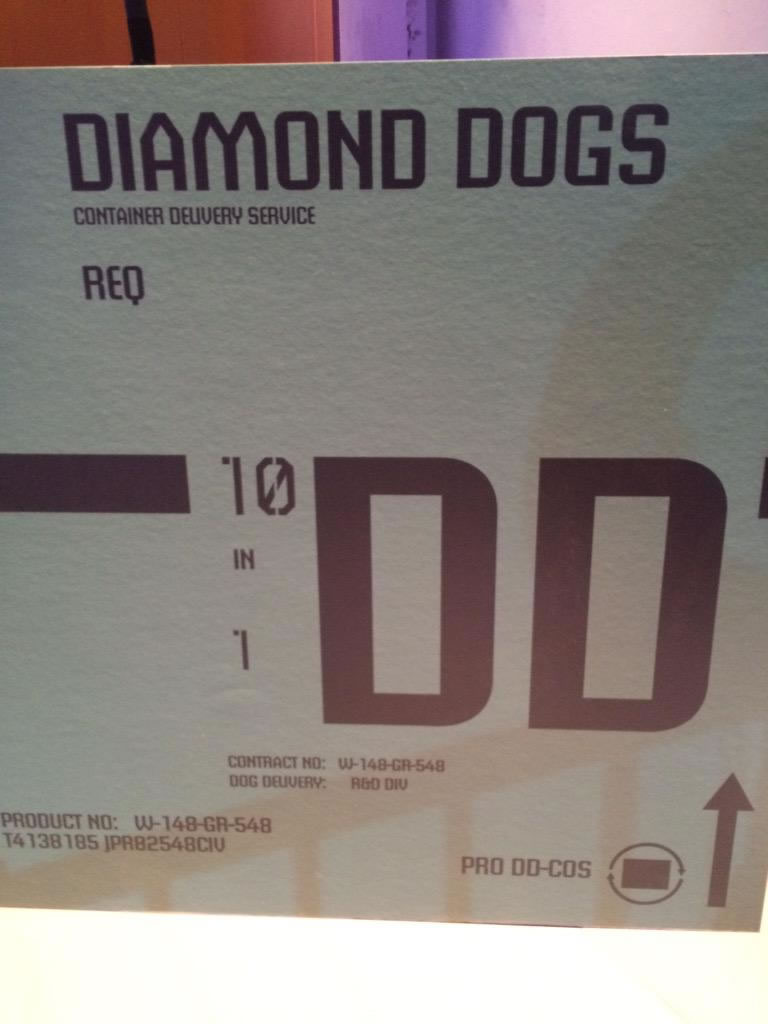 DIAMOND DOGS
CONTAINER DELIVERY SERVICE
REQ
10
IN
1
DD
CONTRACT NO: W-148-GR-548
DOG DELIVERY: R&D DIV
PRODUCT NO: W-148-GR-548
T4138185 JPR82548CIV
PRO DD-COS